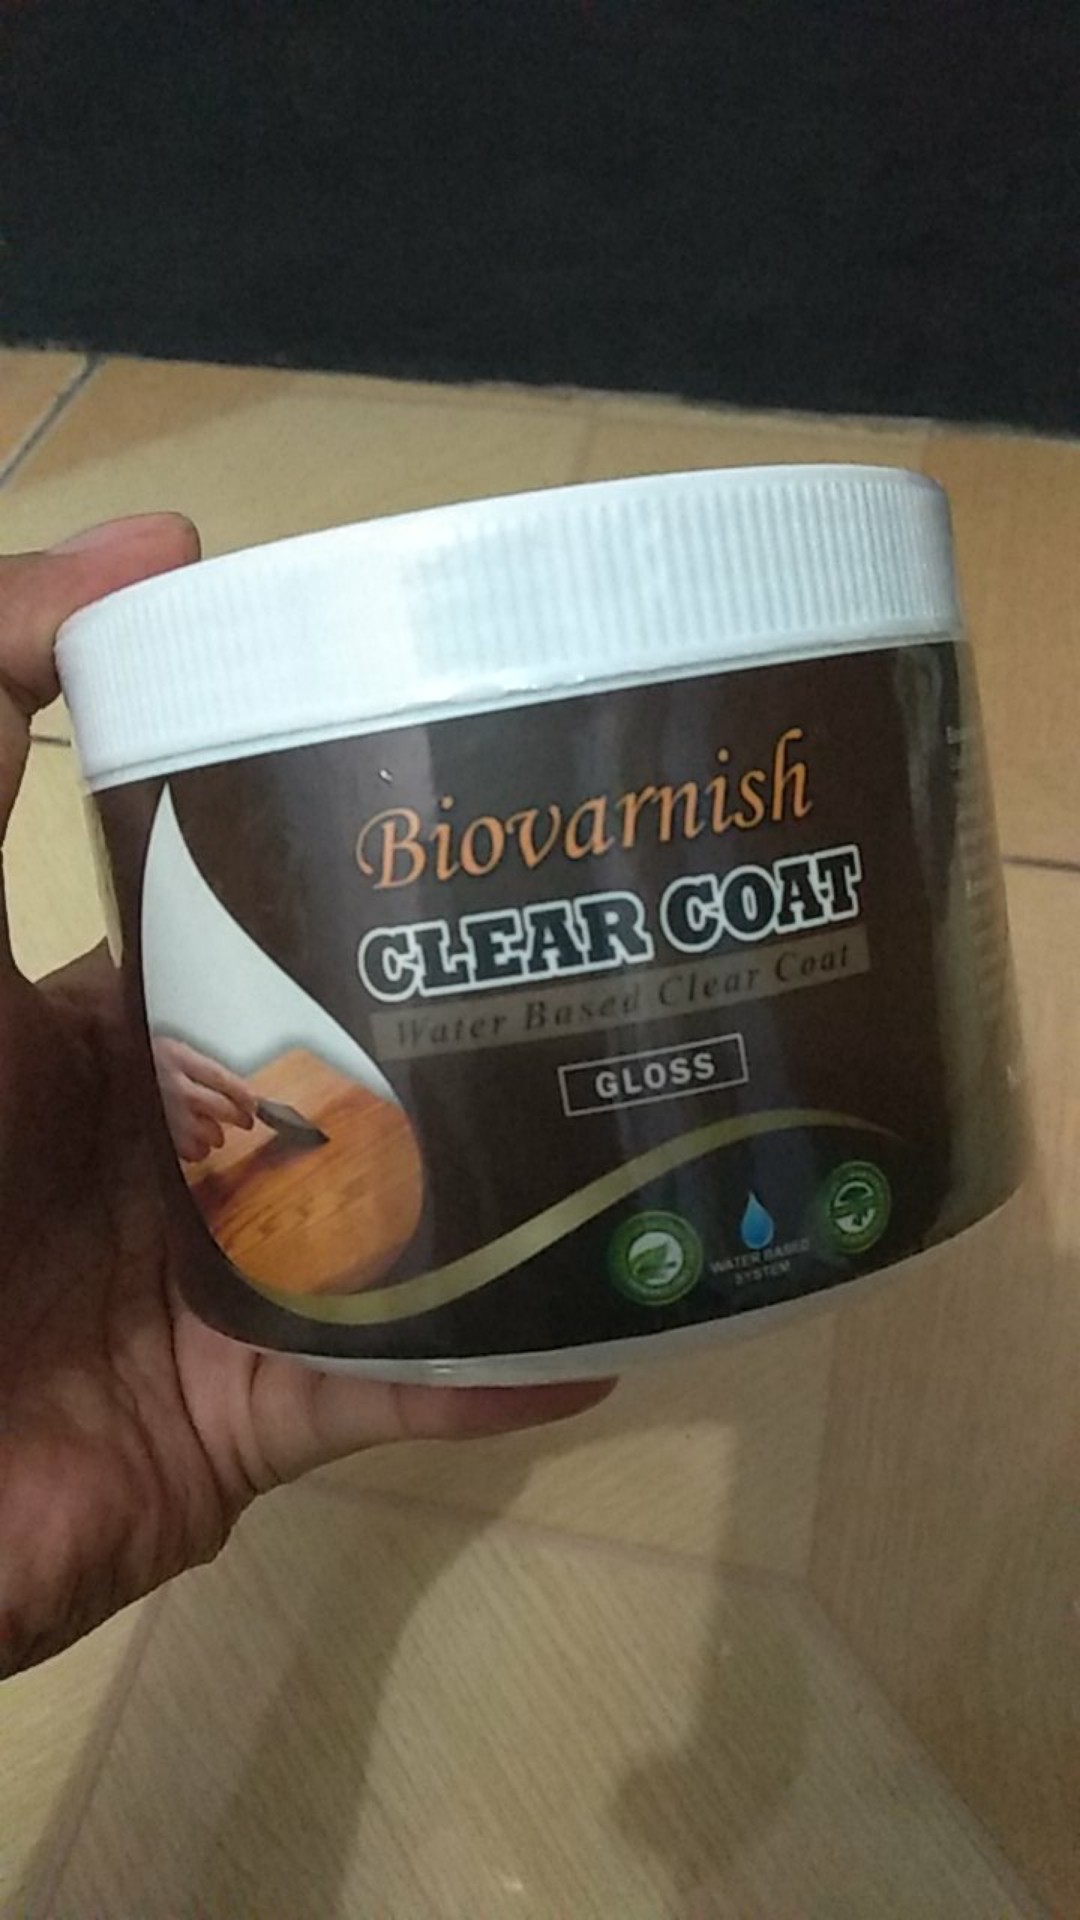 Biovarnish
CLEAR COAT
Water Based Clear Coat
GLOSS
WATER BASED
SYSTEM